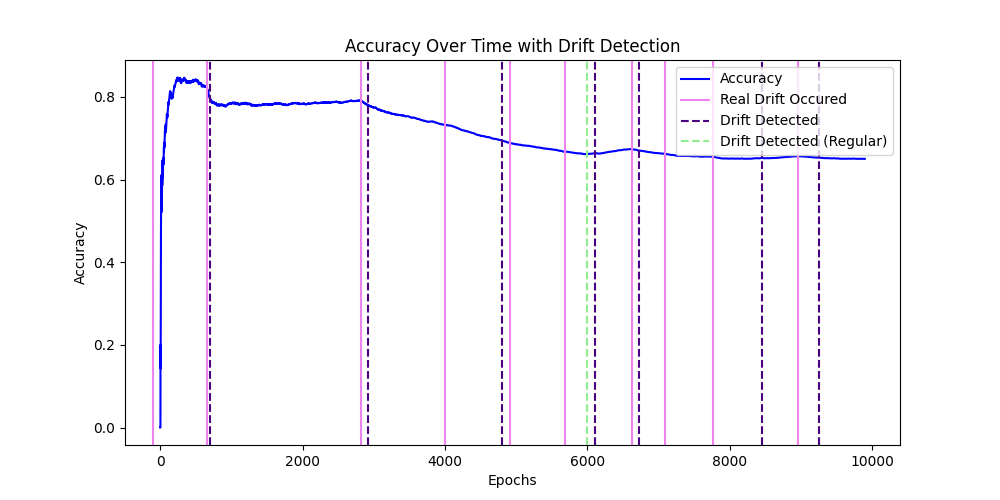 Accuracy Over Time with Drift Detection
Accuracy
Real Drift Occured
Drift Detected
Drift Detected (Regular)
0.8
0.6
0.4
0.2
0.0
Accuracy
0
2000
4000
6000
8000
10000
Epochs